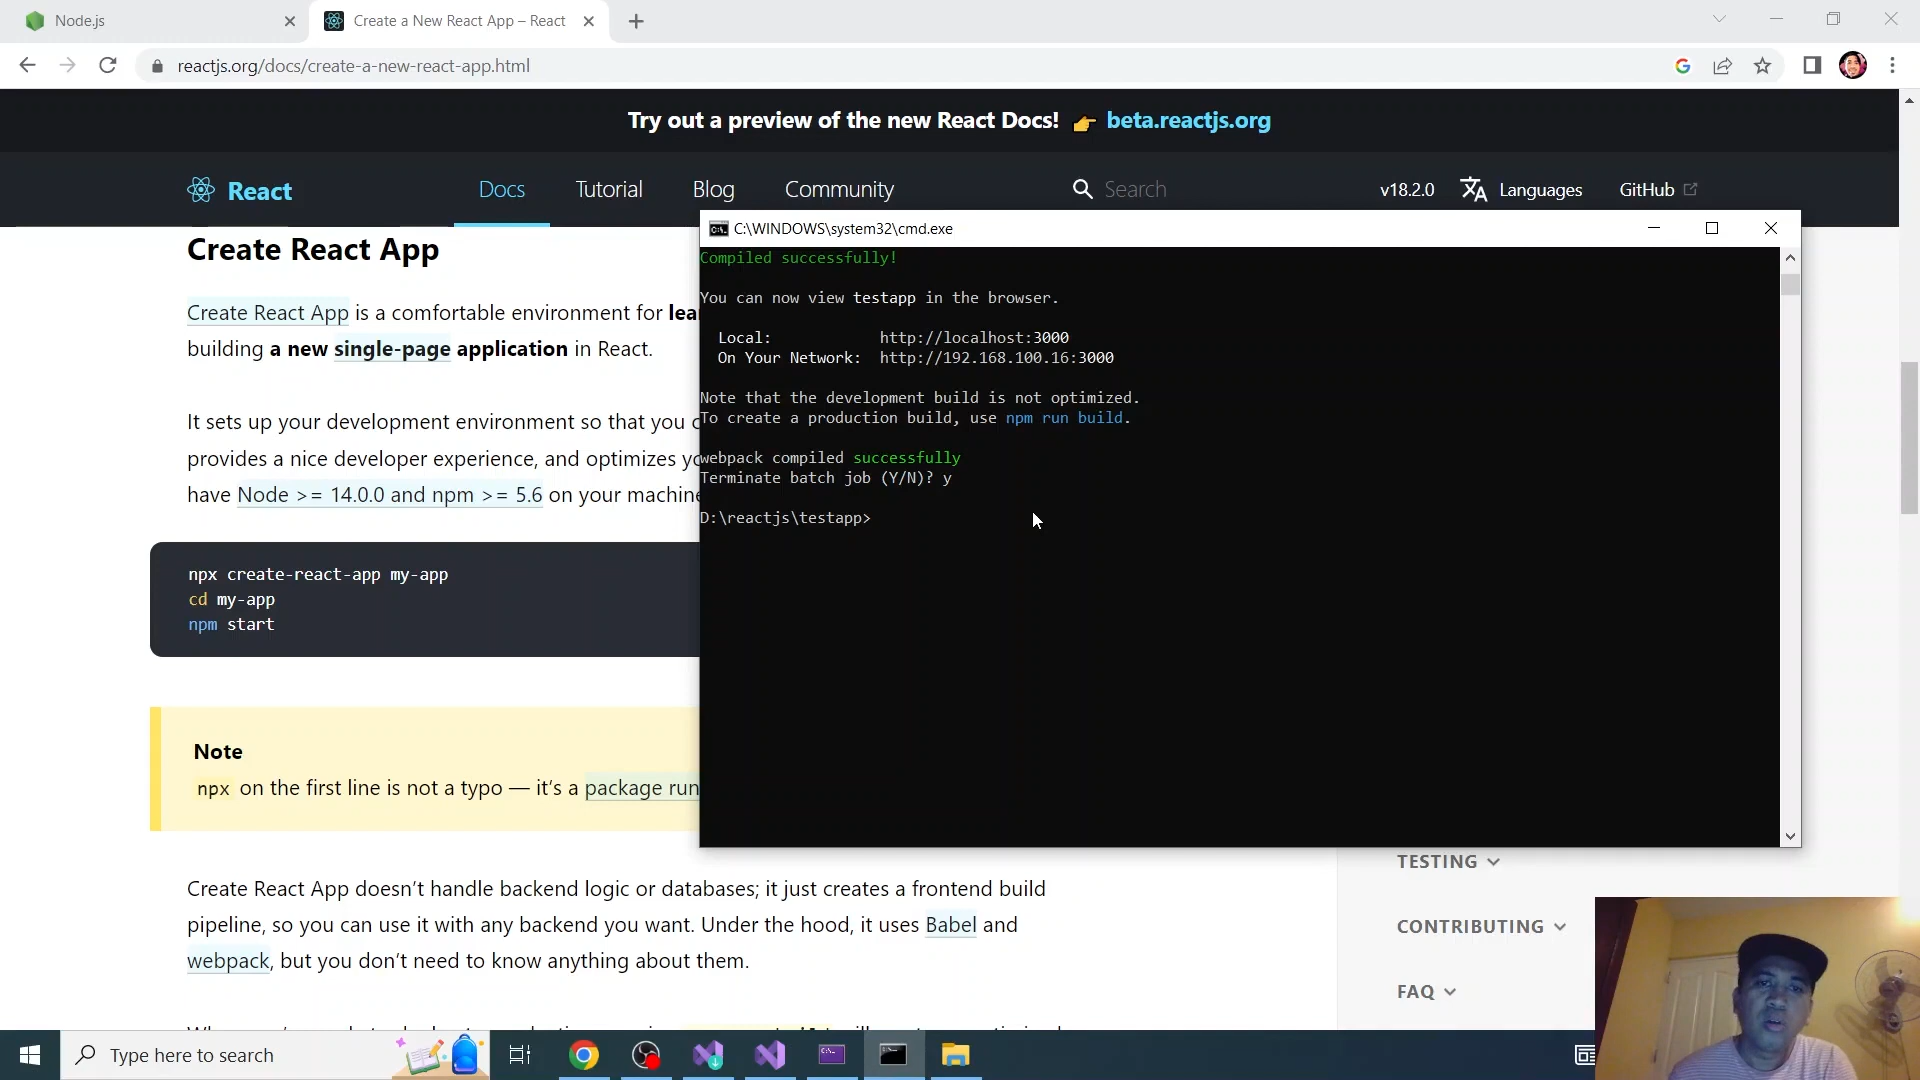 Node.js
Create a New React App – React
reactjs.org/docs/create-a-new-react-app.html
Try out a preview of the new React Docs! 👉 beta.reactjs.org
React
Docs
Tutorial
Blog
Community
Search
v18.2.0
Languages
GitHub
Create React App
Create React App is a comfortable environment for
building a new single-page application in React.
It sets up your development environment so that you
provides a nice developer experience, and optimizes
have Node >= 14.0.0 and npm >= 5.6 on your machine
npx create-react-app my-app
cd my-app
npm start
Note
npx on the first line is not a typo — it's a package
Create React App doesn't handle backend logic or databases; it just creates a frontend build
pipeline, so you can use it with any backend you want. Under the hood, it uses Babel and
webpack, but you don't need to know anything about them.
C:\WINDOWS\system32\cmd.exe
Compiled successfully!
You can now view testapp in the browser.
Local: http://localhost:3000
On Your Network: http://192.168.100.16:3000
Note that the development build is not optimized.
To create a production build, use npm run build.
webpack compiled successfully
Terminate batch job (Y/N)? y
D:\reactjs\testapp>
TESTING
CONTRIBUTING
FAQ
Type here to search